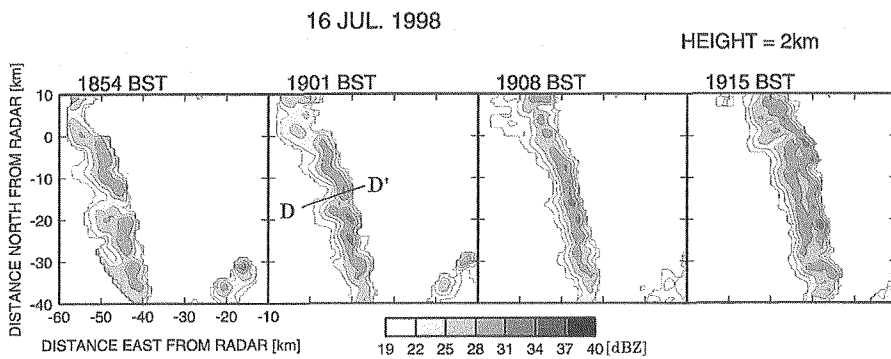 16 JUL. 1998
HEIGHT = 2km
1854 BST 1901 BST 1908 BST 1915 BST
DISTANCE NORTH FROM RADAR [km]
10
0
-10
-20
-30
-40
D D'
-60 -50 -40 -30 -20 -10
DISTANCE EAST FROM RADAR [km]
19 22 25 28 31 34 37 40 [dBZ]